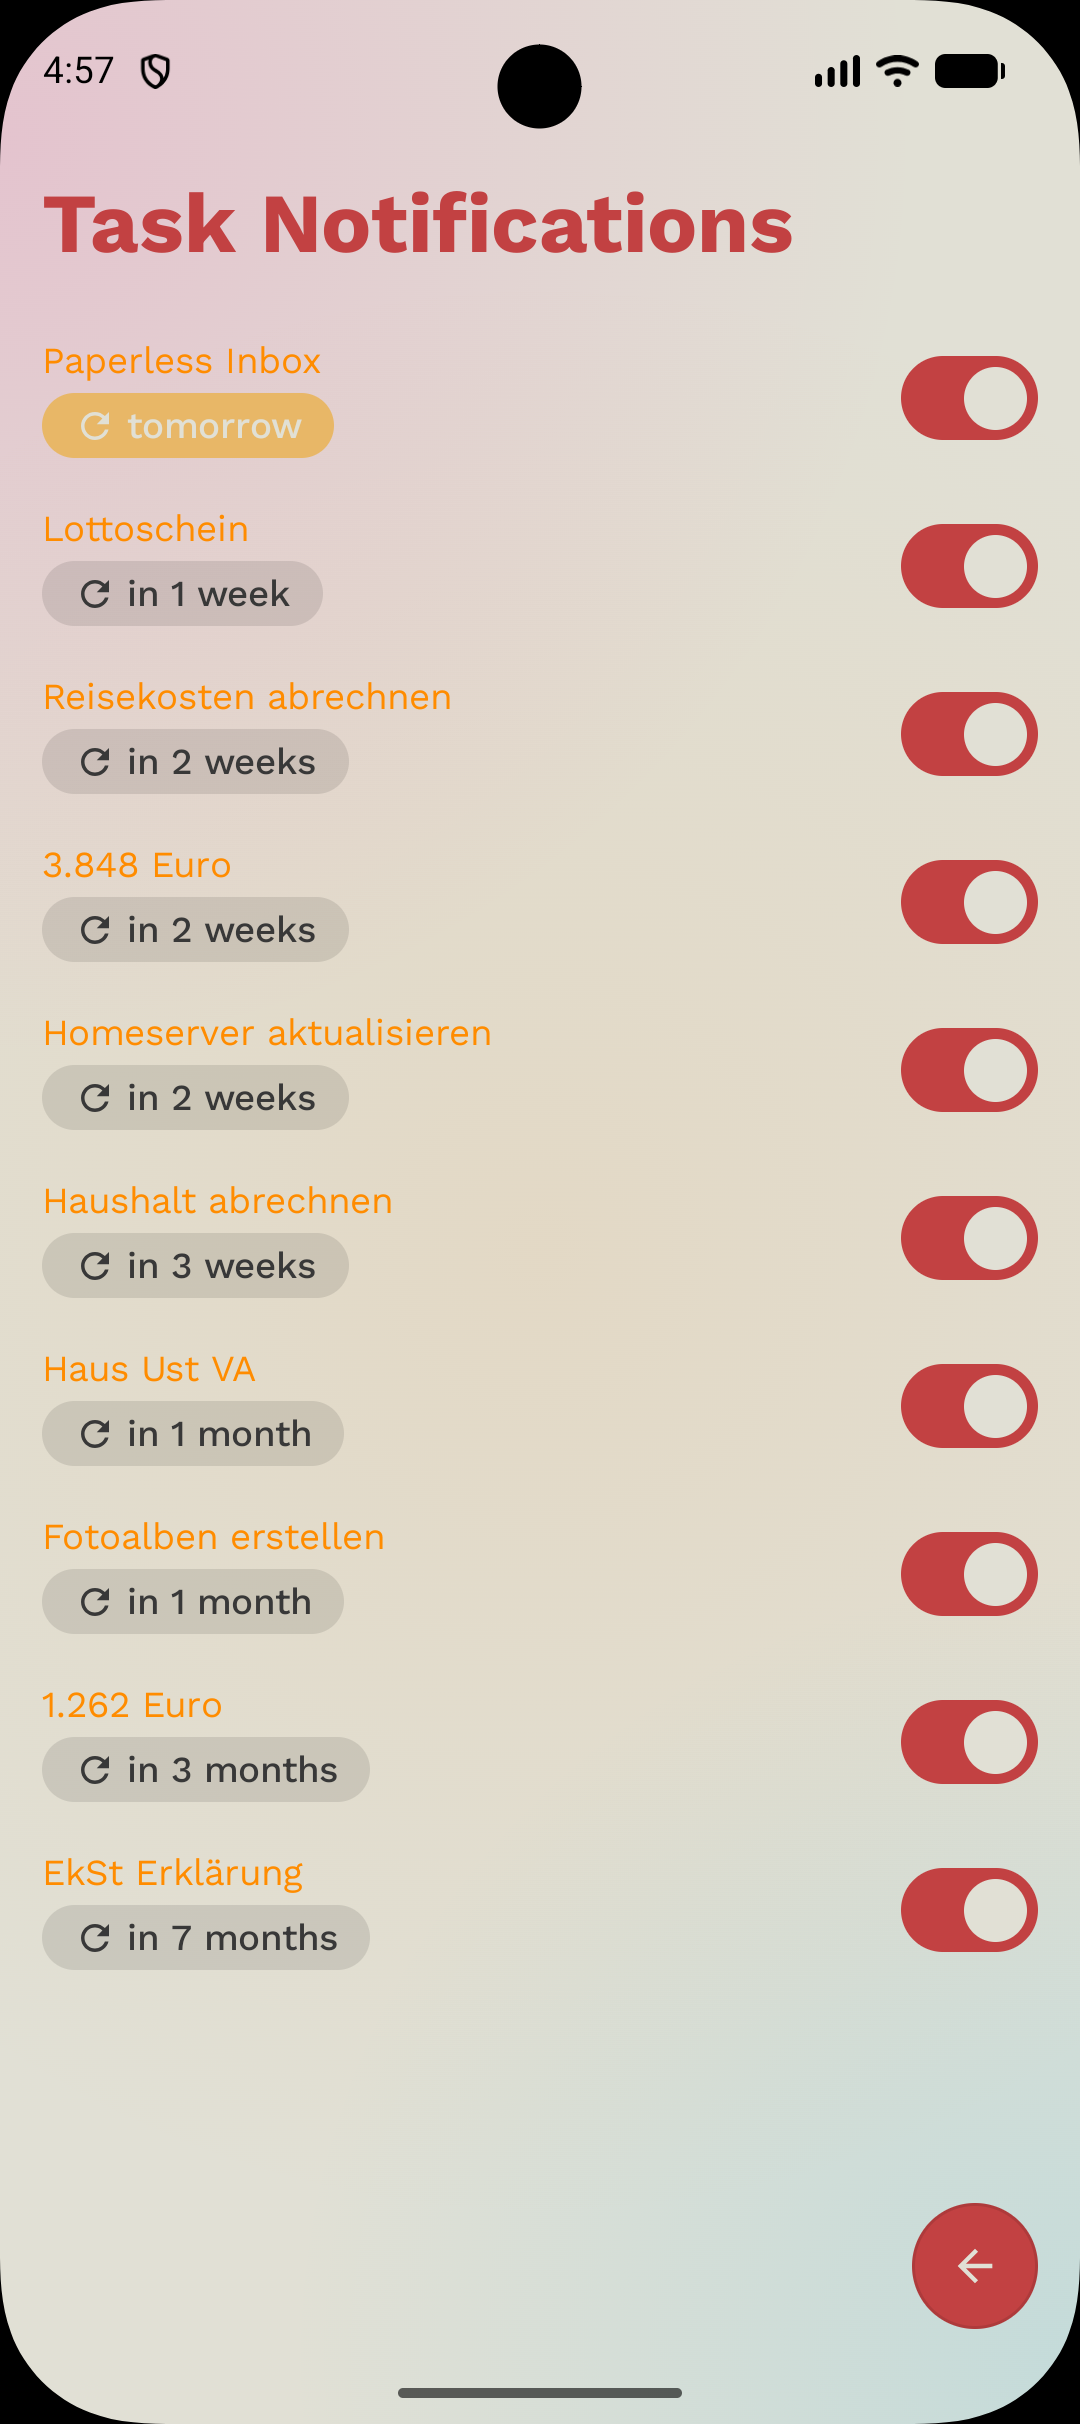 4:57
Task Notifications
Paperless Inbox
tomorrow
Lottoschein
in 1 week
Reisekosten abrechnen
in 2 weeks
3.848 Euro
in 2 weeks
Homeserver aktualisieren
in 2 weeks
Haushalt abrechnen
in 3 weeks
Haus Ust VA
in 1 month
Fotoalben erstellen
in 1 month
1.262 Euro
in 3 months
EkSt Erklärung
in 7 months